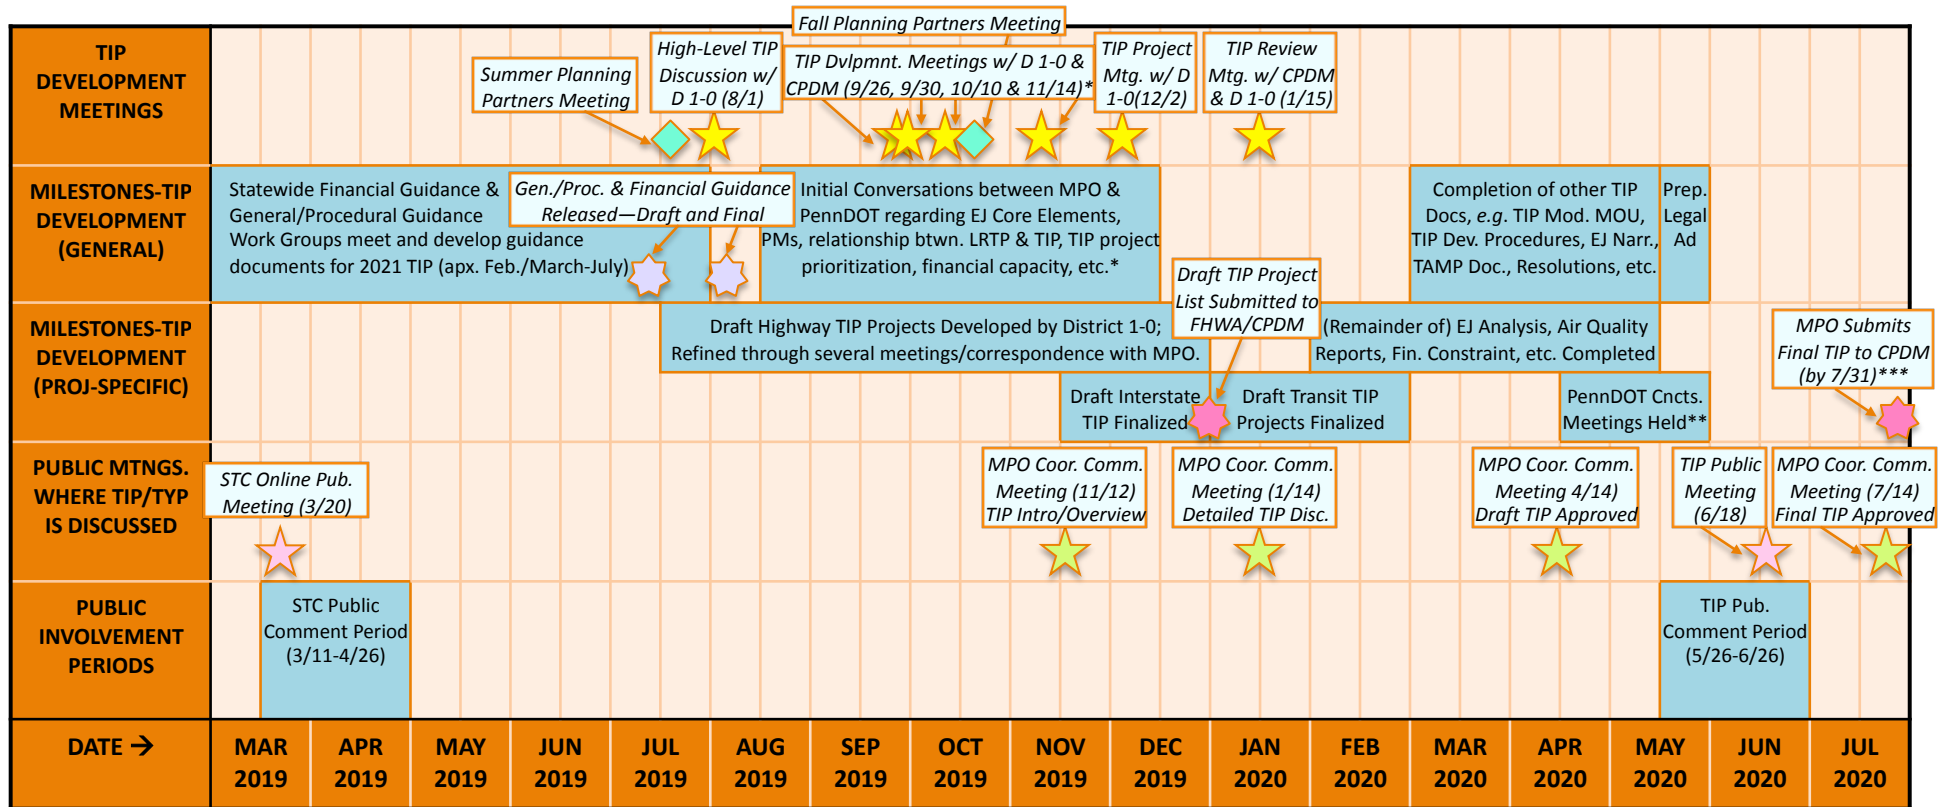 Fall Planning Partners Meeting
TIP
DEVELOPMENT
MEETINGS
Summer Planning
Partners Meeting
High-Level TIP
Discussion w/
D 1-0 (8/1)
TIP Dvlpmnt. Meetings w/ D 1-0 &
CPDM (9/26, 9/30, 10/10 & 11/14)*
TIP Project
Mtg. w/ D
1-0(12/2)
TIP Review
Mtg. w/ CPDM
& D 1-0 (1/15)
MILESTONES-TIP
DEVELOPMENT
(GENERAL)
Statewide Financial Guidance &
General/Procedural Guidance
Work Groups meet and develop guidance
documents for 2021 TIP (apx. Feb./March-July)
Gen./Proc. & Financial Guidance
Released—Draft and Final
Initial Conversations between MPO &
PennDOT regarding EJ Core Elements,
PMs, relationship btwn. LRTP & TIP, TIP project
prioritization, financial capacity, etc.*
Completion of other TIP
Docs, e.g. TIP Mod. MOU,
TIP Dev. Procedures, EJ Narr.,
TAMP Doc., Resolutions, etc.
Prep.
Legal
Ad
MILESTONES-TIP
DEVELOPMENT
(PROJ-SPECIFIC)
Draft Highway TIP Projects Developed by District 1-0;
Refined through several meetings/correspondence with MPO.
Draft TIP Project
List Submitted to
FHWA/CPDM
(Remainder of) EJ Analysis, Air Quality
Reports, Fin. Constraint, etc. Completed
MPO Submits
Final TIP to CPDM
(by 7/31)***
Draft Interstate
TIP Finalized
Draft Transit TIP
Projects Finalized
PennDOT Cncts.
Meetings Held**
PUBLIC MTNGS.
WHERE TIP/TYP
IS DISCUSSED
STC Online Pub.
Meeting (3/20)
MPO Coor. Comm.
Meeting (11/12)
TIP Intro/Overview
MPO Coor. Comm.
Meeting (1/14)
Detailed TIP Disc.
MPO Coor. Comm.
Meeting 4/14)
Draft TIP Approved
TIP Public
Meeting
(6/18)
MPO Coor. Comm.
Meeting (7/14)
Final TIP Approved
PUBLIC
INVOLVEMENT
PERIODS
STC Public
Comment Period
(3/11-4/26)
TIP Pub.
Comment Period
(5/26-6/26)
DATE →
MAR
2019
APR
2019
MAY
2019
JUN
2019
JUL
2019
AUG
2019
SEP
2019
OCT
2019
NOV
2019
DEC
2019
JAN
2020
FEB
2020
MAR
2020
APR
2020
MAY
2020
JUN
2020
JUL
2020